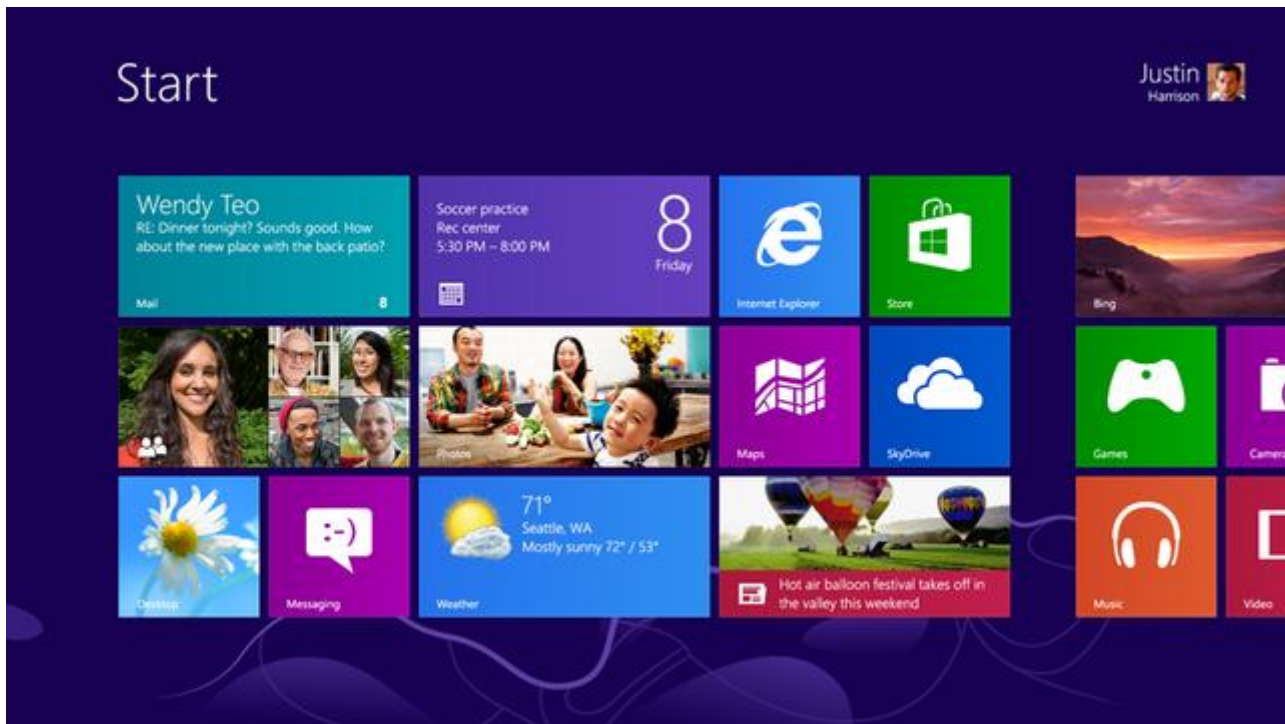 Start
Justin
Harrison
Wendy Teo
RE: Dinner tonight? Sounds good. How
about the new place with the back patio?
Mail
8
Soccer practice
Rec center
5:30 PM – 8:00 PM
8
Friday
Internet Explorer
Store
Bing
Photos
Maps
SkyDrive
Games
Camera
Desktop
Messaging
71°
Seattle, WA
Mostly sunny 72° / 53°
Weather
Hot air balloon festival takes off in
the valley this weekend
Music
Video